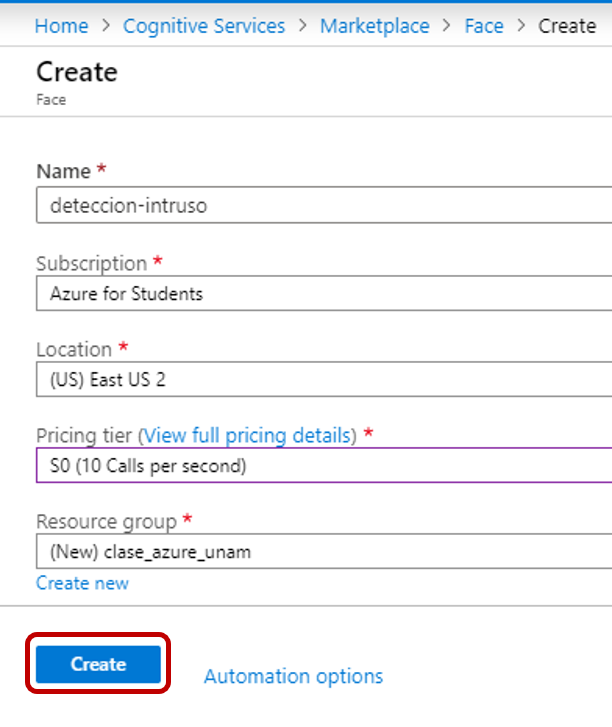 Home > Cognitive Services > Marketplace > Face > Create
Create
Face
Name *
deteccion-intruso
Subscription *
Azure for Students
Location *
(US) East US 2
Pricing tier (View full pricing details) *
S0 (10 Calls per second)
Resource group *
(New) clase_azure_unam
Create new
Create
Automation options